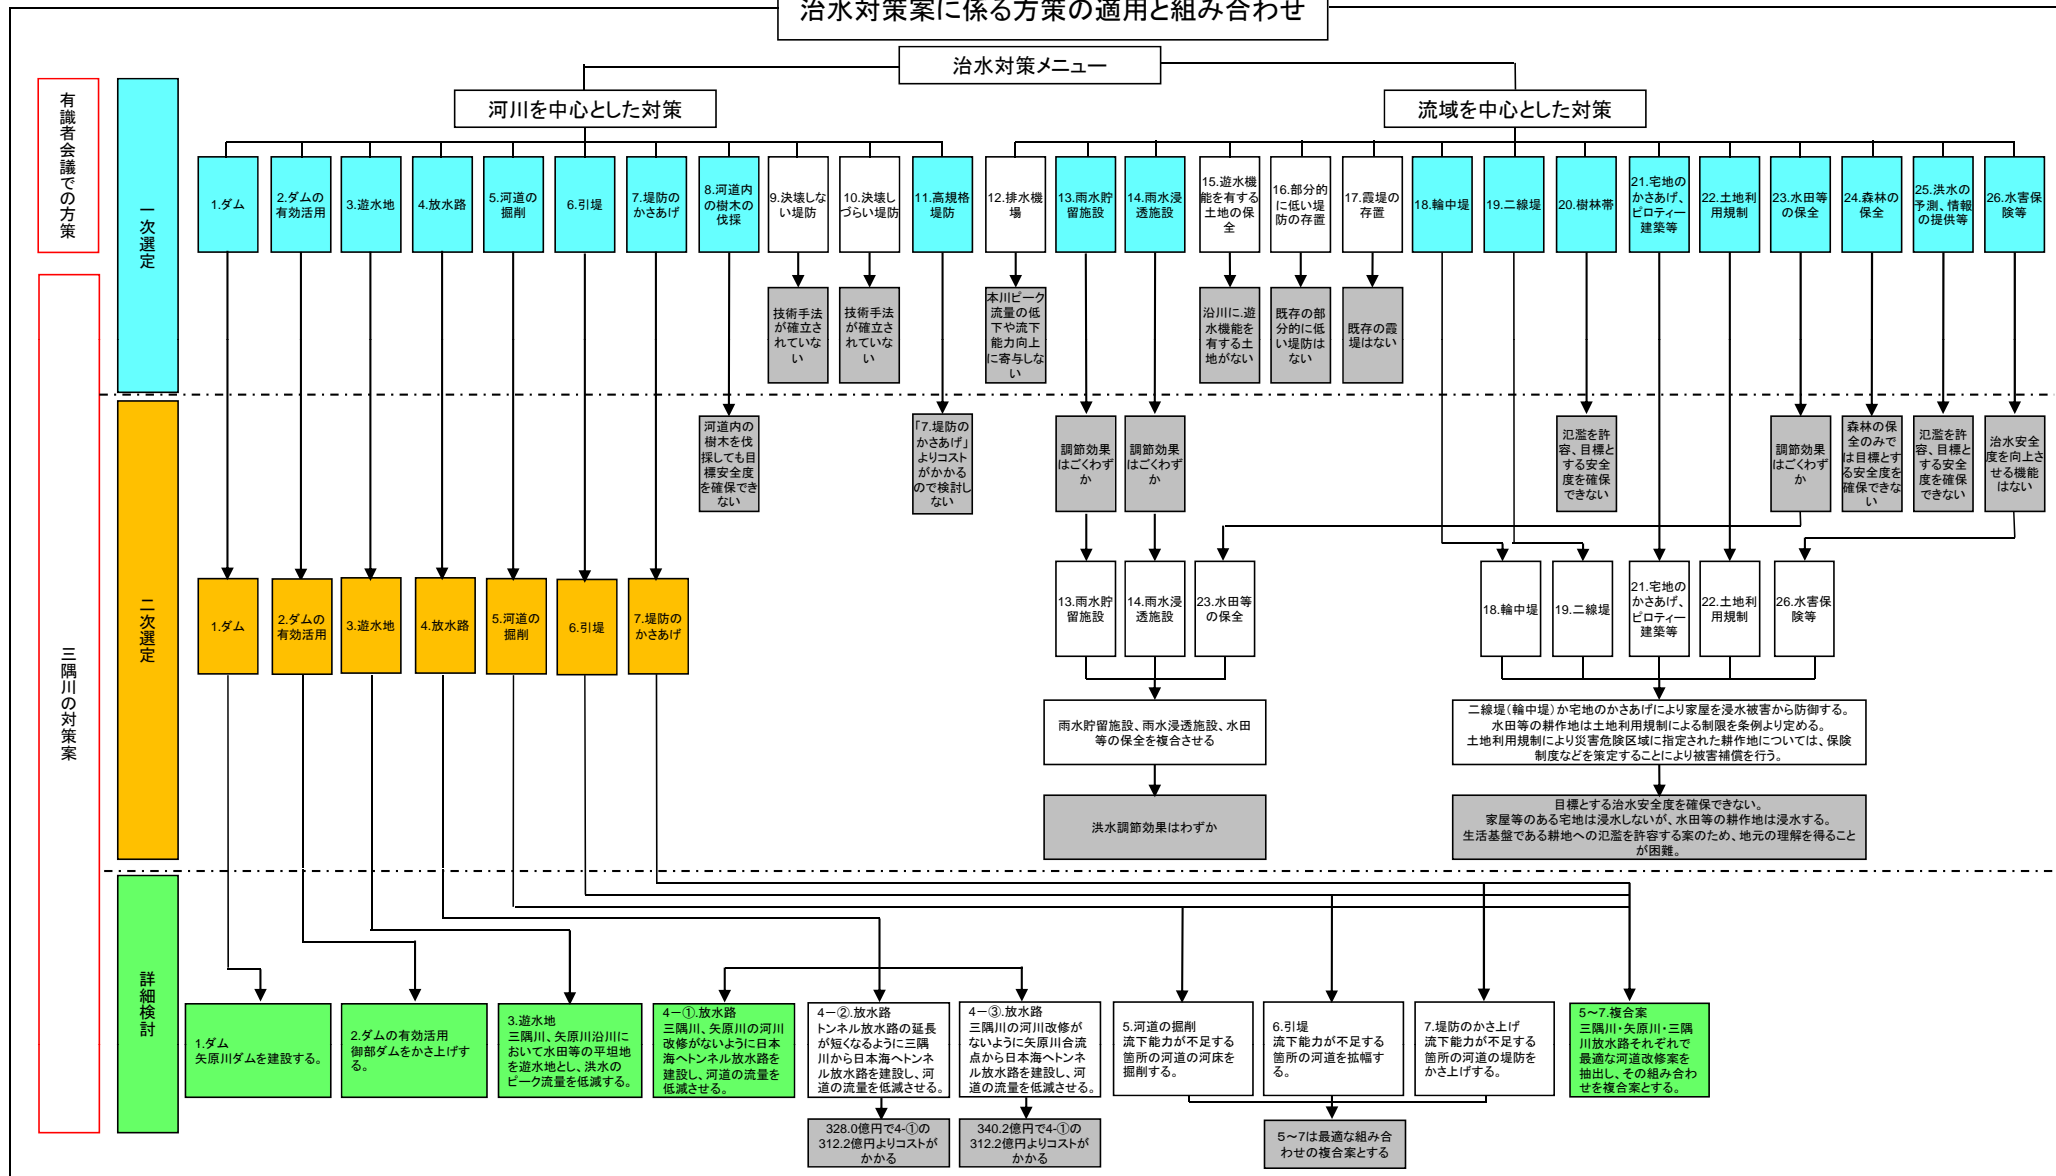 治水対策案に係る方策の適用と組み合わせ
治水対策メニュー
河川を中心とした対策
流域を中心とした対策
有識者会議での方策
三隅川の対策案
一次選定
二次選定
詳細検討
1.ダム
2.ダムの
有効活用
3.遊水地
4.放水路
5.河道の
掘削
6.引堤
7.堤防の
かさあげ
8.河道内
の樹木の
伐採
9.決壊しな
い堤防
10.決壊し
づらい堤防
11.高規格
堤防
12.排水機
場
13.雨水貯
留施設
14.雨水浸
透施設
15.遊水機
能を有する
土地の保
全
16.部分的
に低い堤
防の存置
17.霞堤の
存置
18.輪中堤
19.二線堤
20.樹林帯
21.宅地の
かさあげ、
ピロティー
建築等
22.土地利
用規制
23.水田等
の保全
24.森林の
保全
25.洪水の
予測、情報
の提供等
26.水害保
険等
技術手法
が確立さ
れていな
い
技術手法
が確立さ
れていな
い
本川ピーク
流量の低
下や流下
能力向上
に寄与しな
い
沿川に.遊
水機能を
有する土
地がない
既存の部
分的に低
い堤防は
ない
既存の霞
堤はない
河道内の
樹木を伐
採しても目
標安全度
を確保でき
ない
「7.堤防の
かさあげ」
よりコスト
がかかる
ので検討し
ない
調節効果
はごくわず
か
調節効果
はごくわず
か
氾濫を許
容、目標と
する安全
度を確保
できない
調節効果
はごくわず
か
森林の保
全のみで
は目標とす
る安全度を
確保できな
い
氾濫を許
容、目標と
する安全
度を確保
できない
治水安全
度を向上さ
せる機能
はない
1.ダム
2.ダムの
有効活用
3.遊水地
4.放水路
5.河道の
掘削
6.引堤
7.堤防の
かさあげ
13.雨水貯
留施設
14.雨水浸
透施設
23.水田等
の保全
18.輪中堤
19.二線堤
21.宅地の
かさあげ、
ピロティー
建築等
22.土地利
用規制
26.水害保
険等
雨水貯留施設、雨水浸透施設、水田
等の保全を複合させる
二線堤(輪中堤)か宅地のかさあげにより家屋を浸水被害から防御する。
水田等の耕作地は土地利用規制による制限を条例より定める。
土地利用規制により災害危険区域に指定された耕作地については、保険
制度などを策定することにより被害補償を行う。
洪水調節効果はわずか
目標とする治水安全度を確保できない。
家屋等のある宅地は浸水しないが、水田等の耕作地は浸水する。
生活基盤である耕地への氾濫を許容する案のため、地元の理解を得ること
が困難。
1.ダム
矢原川ダムを建設する。
2.ダムの有効活用
御部ダムをかさ上げす
る。
3.遊水地
三隅川、矢原川沿川に
おいて水田等の平坦地
を遊水地とし、洪水の
ピーク流量を低減する。
4-①.放水路
三隅川、矢原川の河川
改修がないように日本
海へトンネル放水路を
建設し、河道の流量を
低減させる。
4-②.放水路
トンネル放水路の延長
が短くなるように三隅
川から日本海へトンネ
ル放水路を建設し、河
道の流量を低減させる。
4-③.放水路
三隅川の河川改修が
ないように矢原川合流
点から日本海へトンネ
ル放水路を建設し、河
道の流量を低減させる。
5.河道の掘削
流下能力が不足する
箇所の河道の河床を
掘削する。
6.引堤
流下能力が不足する
箇所の河道を拡幅す
る。
7.堤防のかさ上げ
流下能力が不足する
箇所の河道の堤防を
かさ上げする。
5~7.複合案
三隅川・矢原川・三隅
川放水路それぞれで
最適な河道改修案を
抽出し、その組み合わ
せを複合案とする。
328.0億円で4-①の
312.2億円よりコストが
かかる
340.2億円で4-①の
312.2億円よりコストが
かかる
5~7は最適な組み合
わせの複合案とする